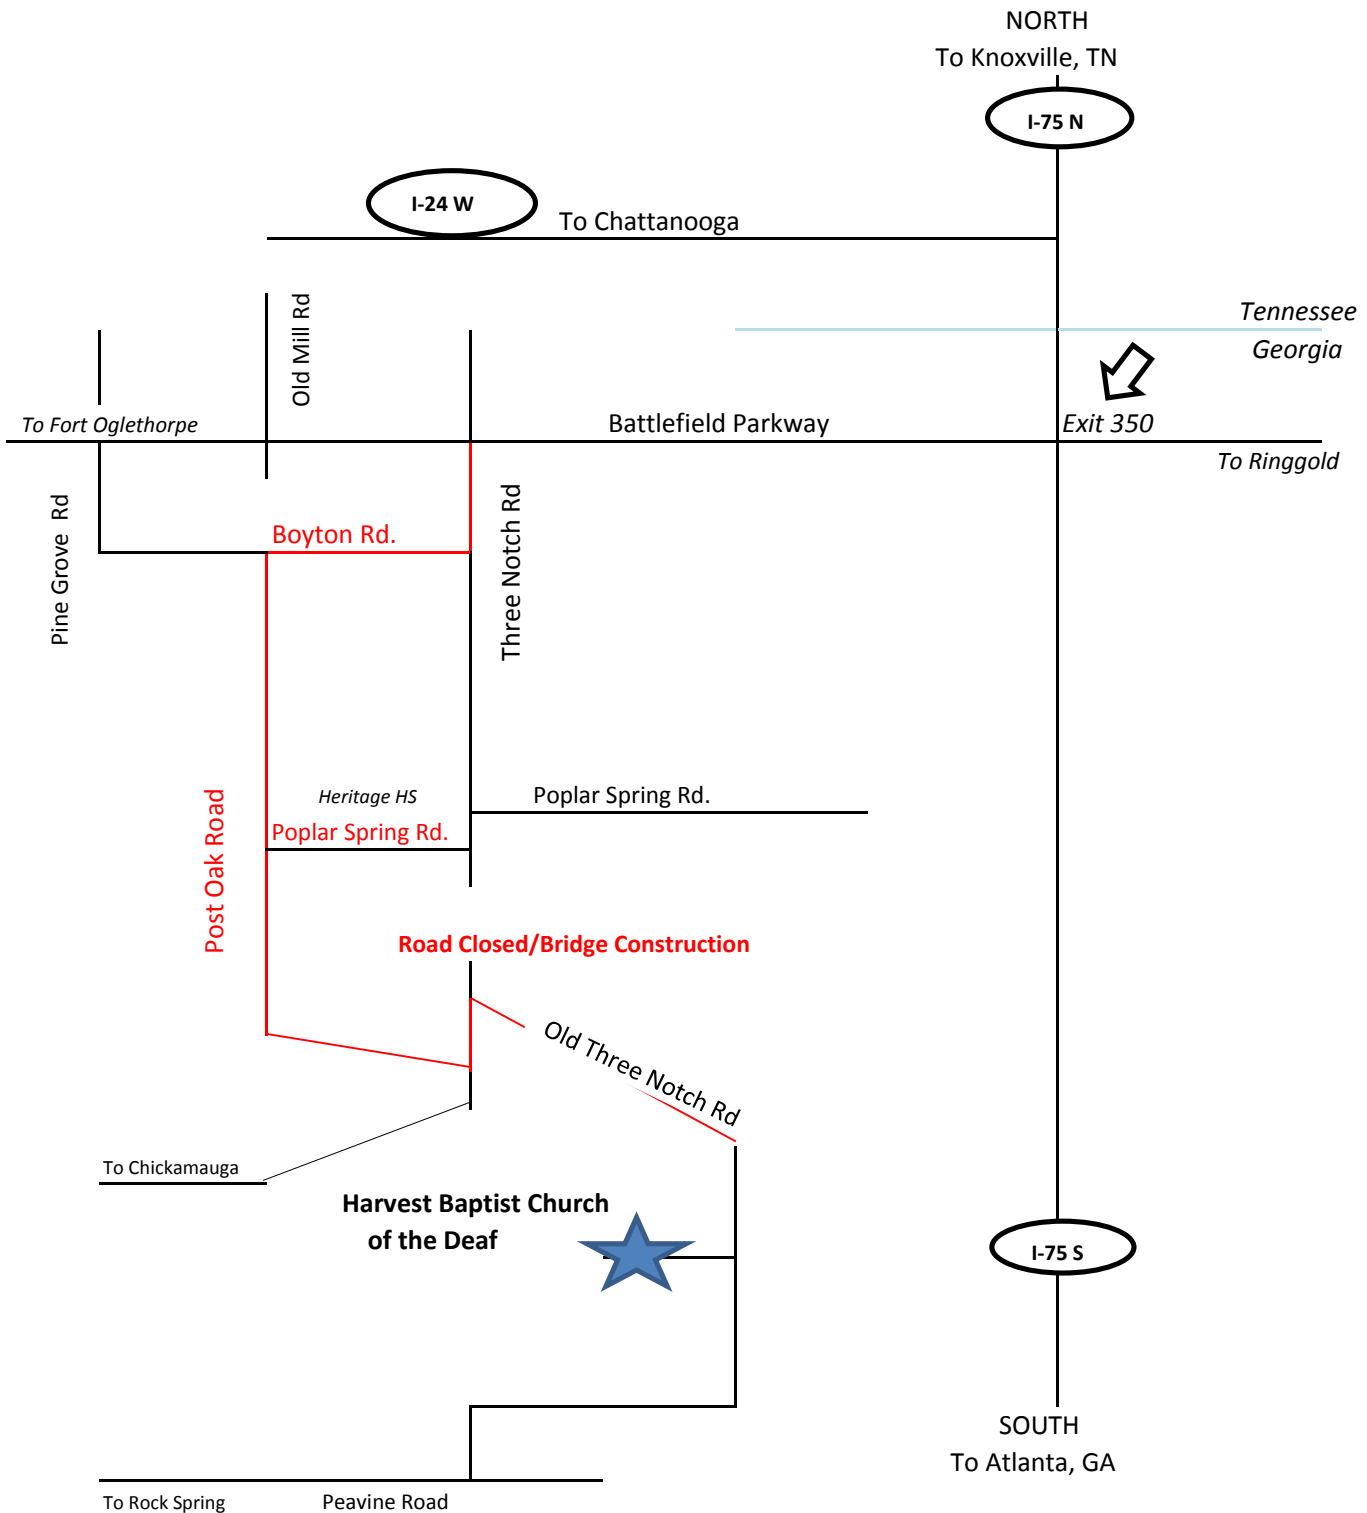 NORTH
To Knoxville, TN
I-75 N
I-24 W
To Chattanooga
Old Mill Rd
Tennessee
Georgia
To Fort Oglethorpe
Battlefield Parkway
Exit 350
To Ringgold
Pine Grove Rd
Boyton Rd.
Three Notch Rd
Post Oak Road
Heritage HS
Poplar Spring Rd.
Poplar Spring Rd.
Road Closed/Bridge Construction
Old Three Notch Rd
To Chickamauga
Harvest Baptist Church
of the Deaf
I-75 S
SOUTH
To Atlanta, GA
To Rock Spring
Peavine Road